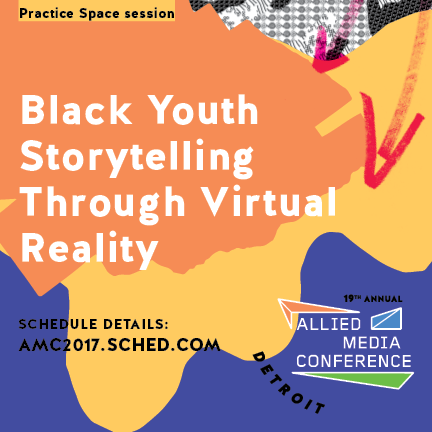 Practice Space session
Black Youth
Storytelling
Through Virtual
Reality
SCHEDULE DETAILS:
AMC2017.SCHED.COM
19TH ANNUAL
ALLIED
MEDIA
CONFERENCE
DETROIT